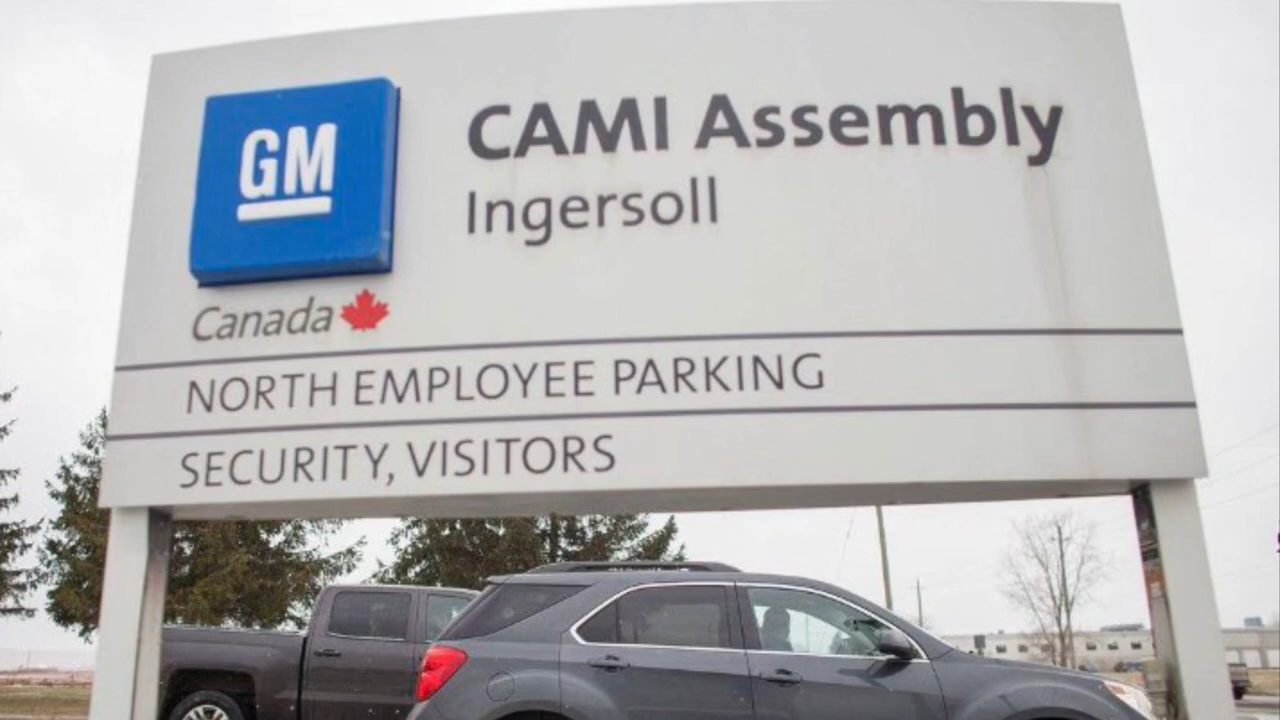 GM
Canada
CAMI Assembly
Ingersoll
NORTH EMPLOYEE PARKING
SECURITY, VISITORS